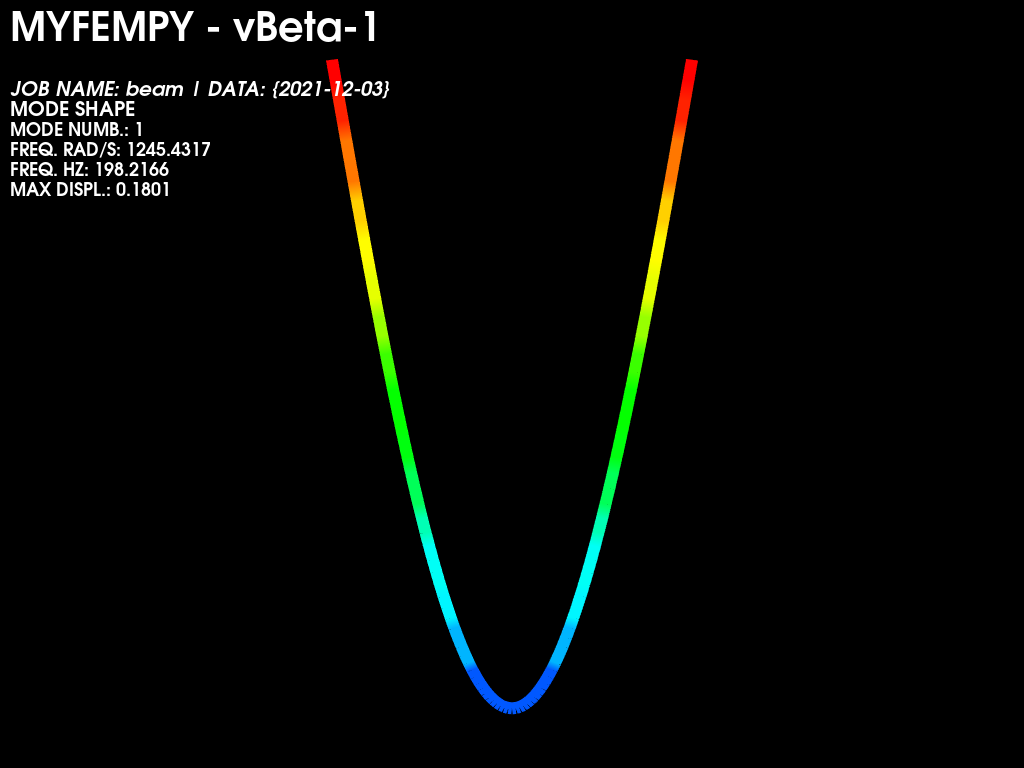 MYFEMPY - vBeta-1
JOB NAME: beam | DATA: {2021-12-03}
MODE SHAPE
MODE NUMB.: 1
FREQ. RAD/S: 1245.4317
FREQ. HZ: 198.2166
MAX DISPL.: 0.1801